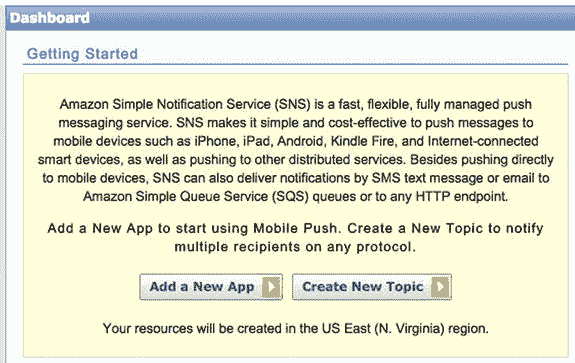 Dashboard
Getting Started
Amazon Simple Notification Service (SNS) is a fast, flexible, fully managed push
messaging service. SNS makes it simple and cost-effective to push messages to
mobile devices such as iPhone, iPad, Android, Kindle Fire, and Internet-connected
smart devices, as well as pushing to other distributed services. Besides pushing directly
to mobile devices, SNS can also deliver notifications by SMS text message or email to
Amazon Simple Queue Service (SQS) queues or to any HTTP endpoint.
Add a New App to start using Mobile Push. Create a New Topic to notify
multiple recipients on any protocol.
Add a New App Create New Topic
Your resources will be created in the US East (N. Virginia) region.